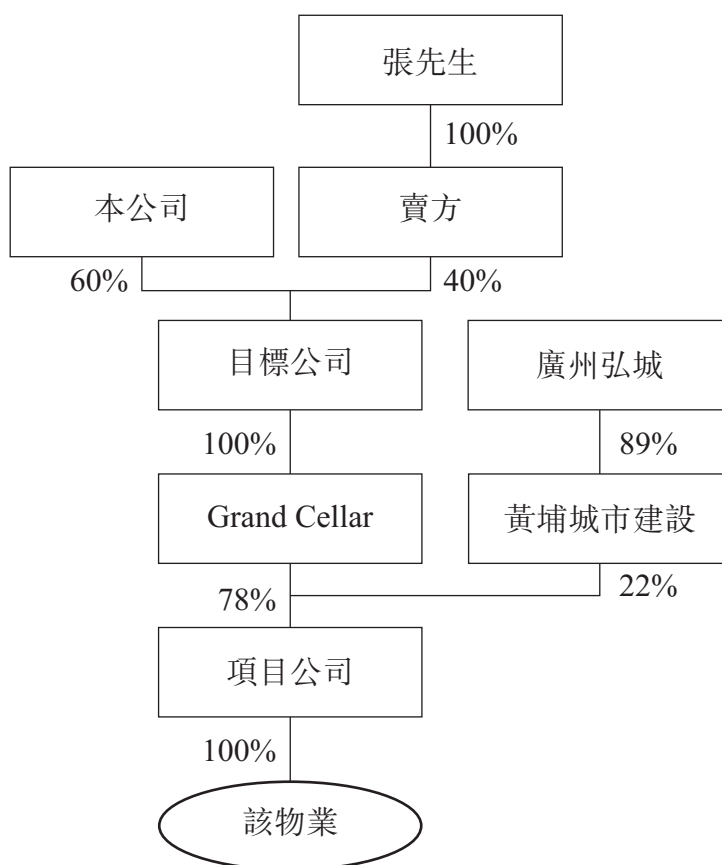 張先生
100%
本公司
賣方
60%
40%
目標公司
廣州弘城
100%
89%
Grand Cellar
黃埔城市建設
78%
22%
項目公司
100%
該物業